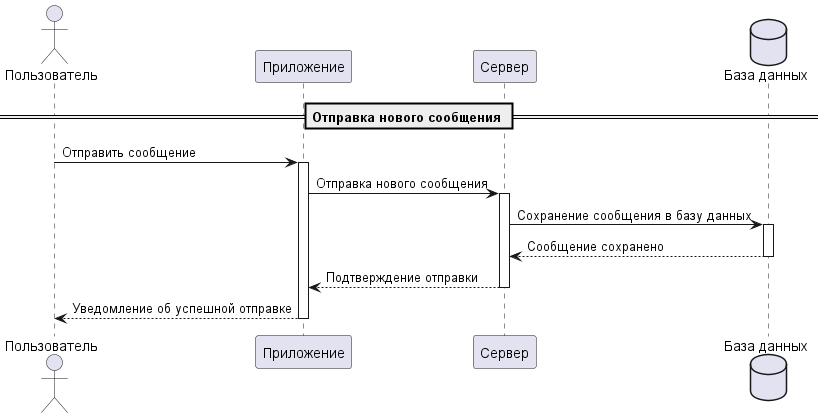 Пользователь
Приложение
Сервер
База данных
Отправка нового сообщения
Отправить сообщение
Отправка нового сообщения
Сохранение сообщения в базу данных
Сообщение сохранено
Подтверждение отправки
Уведомление об успешной отправке
Пользователь
Приложение
Сервер
База данных